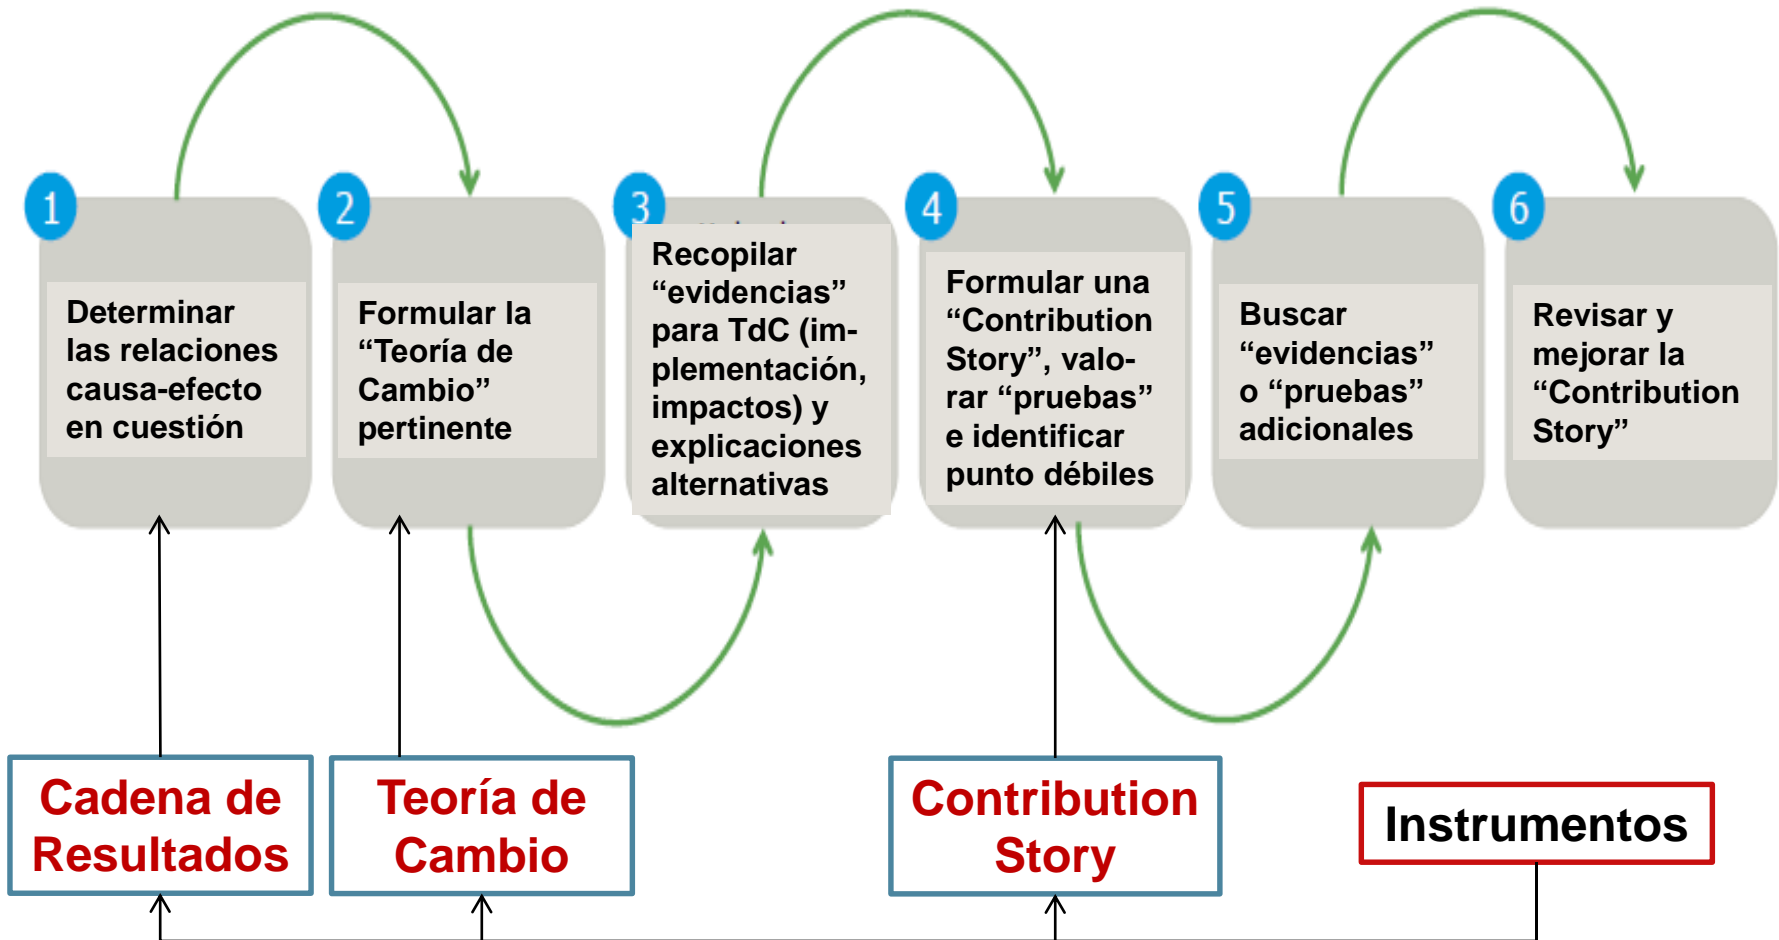 1
Determinar
las relaciones
causa-efecto
en cuestión
2
Formular la
“Teoría de
Cambio”
pertinente
3
Recopilar
“evidencias”
para TdC (im-
plementación,
impactos) y
explicaciones
alternativas
4
Formular una
“Contribution
Story”, valo-
rar “pruebas”
e identificar
punto débiles
5
Buscar
“evidencias”
o “pruebas”
adicionales
6
Revisar y
mejorar la
“Contribution
Story”
Cadena de
Resultados
Teoría de
Cambio
Contribution
Story
Instrumentos